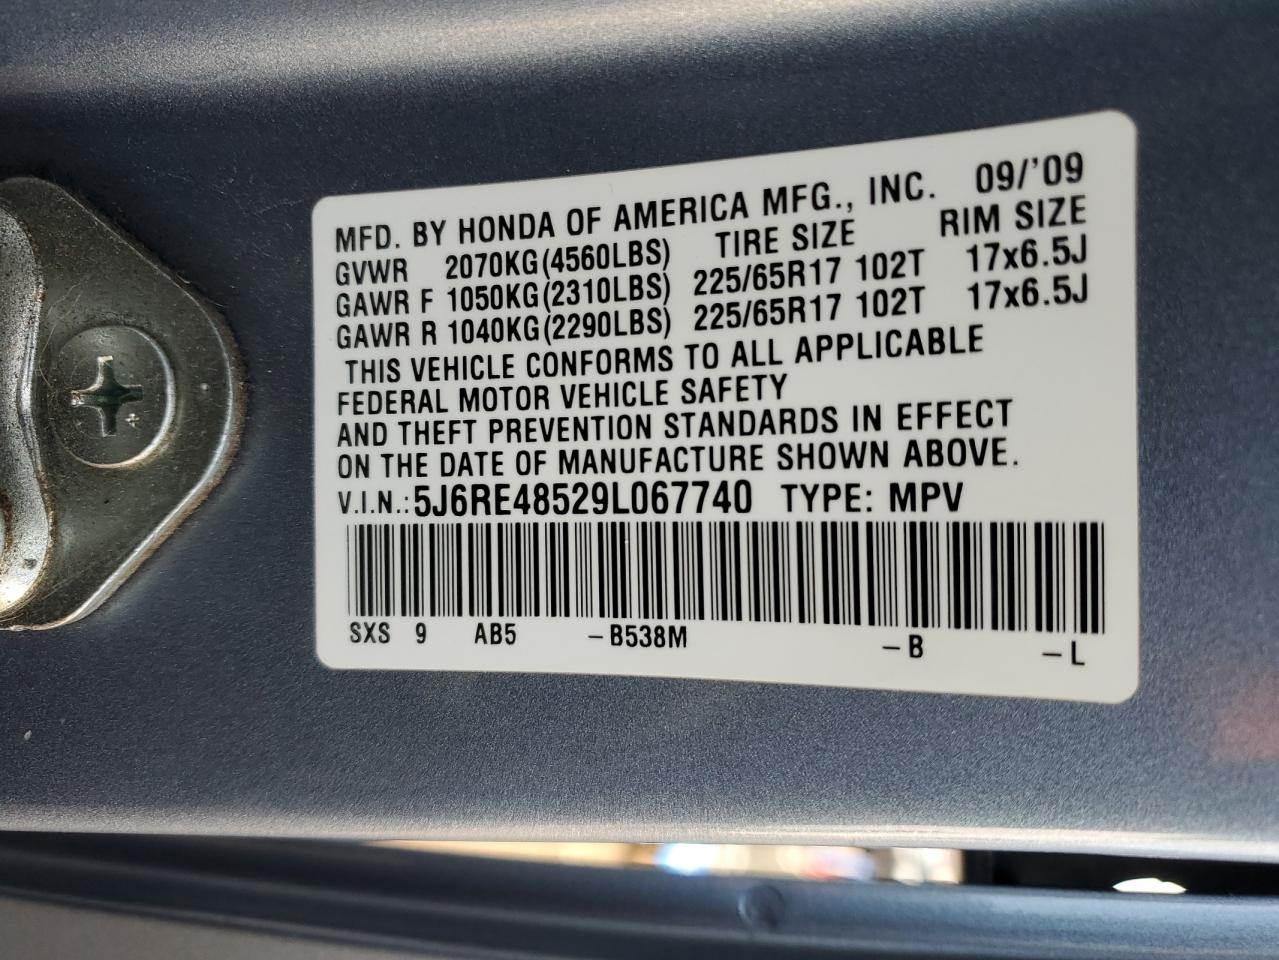 MFD. BY HONDA OF AMERICA MFG., INC. 09/'09
GVWR 2070KG(4560LBS) TIRE SIZE RIM SIZE
GAWR F 1050KG(2310LBS) 225/65R17 102T 17x6.5J
GAWR R 1040KG(2290LBS) 225/65R17 102T 17x6.5J
THIS VEHICLE CONFORMS TO ALL APPLICABLE
FEDERAL MOTOR VEHICLE SAFETY
AND THEFT PREVENTION STANDARDS IN EFFECT
ON THE DATE OF MANUFACTURE SHOWN ABOVE.
V.I.N.:5J6RE48529L067740 TYPE: MPV
SXS 9 AB5 –B538M –B –L